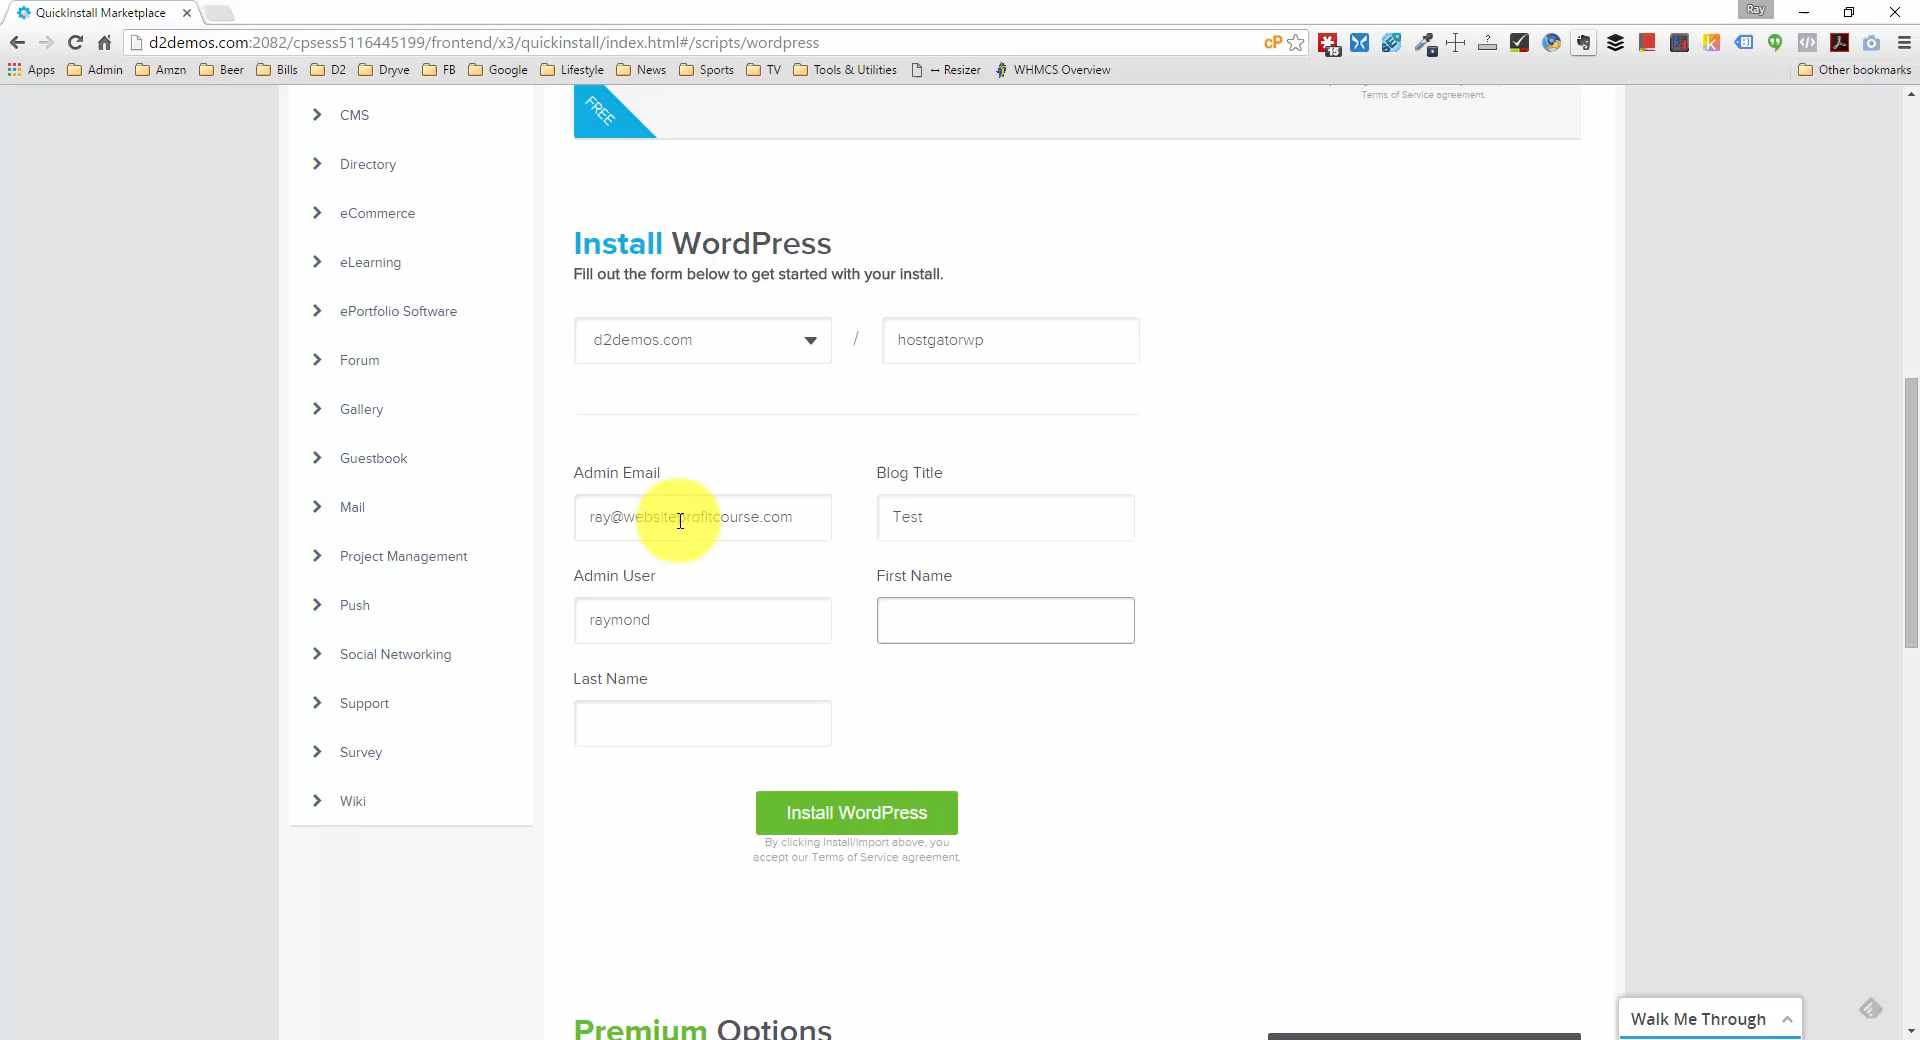 QuickInstall Marketplace
Ray
d2demos.com:2082/cpsess5116445199/frontend/x3/quickinstall/index.html#/scripts/wordpress
cP
15
Apps Admin Amzn Beer Bills D2 Dryve FB Google Lifestyle News Sports TV Tools & Utilities ↔ Resizer WHMCS Overview Other bookmarks
Terms of Service agreement.
FREE
CMS
Directory
eCommerce
eLearning
ePortfolio Software
Forum
Gallery
Guestbook
Mail
Project Management
Push
Social Networking
Support
Survey
Wiki
Install WordPress
Fill out the form below to get started with your install.
d2demos.com / hostgatorwp
Admin Email Blog Title
ray@websiteprofitcourse.com Test
Admin User First Name
raymond
Last Name
Install WordPress
By clicking Install/Import above, you
accept our Terms of Service agreement.
Premium Options
Walk Me Through